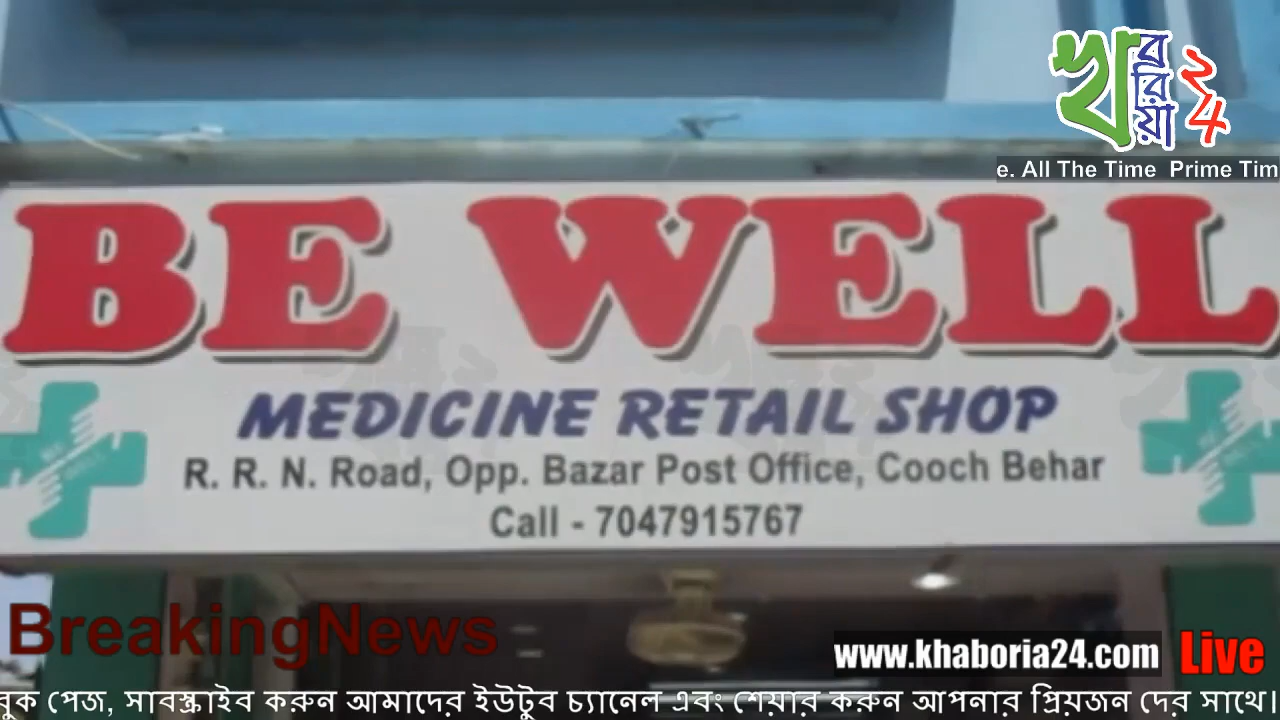 খাবরিয়া ২4
e. All The Time Prime Tim
BE WELL
MEDICINE RETAIL SHOP
R. R. N. Road, Opp. Bazar Post Office, Cooch Behar
Call - 7047915767
BreakingNews
www.khaboria24.com Live
বুক পেজ, সাবস্ক্রাইব করুন আমাদের ইউটুব চ্যানেল এবং শেয়ার করুন আপনার প্রিয়জন দের সাথে।